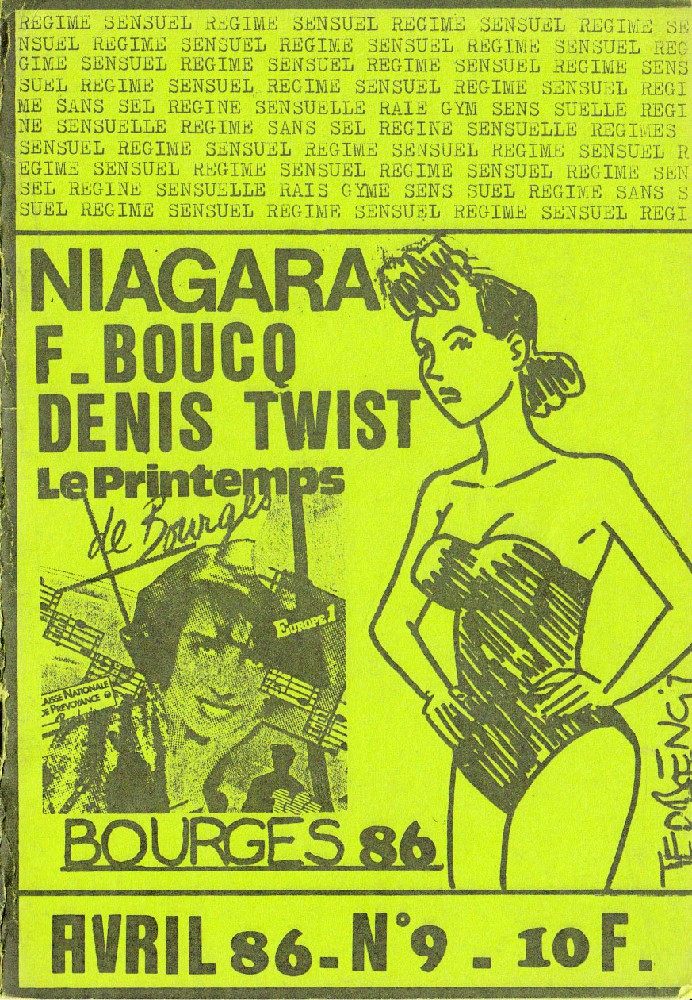 REGIME SENSUEL REGIME SENSUEL REGIME SENSUEL REGIME SE
NSUEL REGIME SENSUEL REGIME SENSUEL REGIME SENSUEL REG
GIME SENSUEL REGIME SENSUEL REGIME SENSUEL REGIME SENS
SUEL REGIME SENSUEL REGIME SENSUEL REGIME SENSUEL REGI
ME SANS SEL REGINE SENSUELLE RAIE GYM SENS SUELLE REGI
NE SENSUELLE REGIME SANS SEL REGINE SENSUELLE REGIMES
SENSUEL REGIME SENSUEL REGIME SENSUEL REGIME SENSUEL R
EGIME SENSUEL REGIME SENSUEL REGIME SENSUEL REGIME SEN
SEL REGINE SENSUELLE RAIS GYME SENS SUEL REGIME SANS S
SUEL REGIME SENSUEL REGIME SENSUEL REGIME SENSUEL REGI
NIAGARA
F. BOUCQ
DENIS TWIST
Le Printemps
de Bourges
EUROPE 1
AISSE NATIONALE
DE PREVOYANCE
BOURGES 86
AVRIL 86 - N°9 - 10 F.